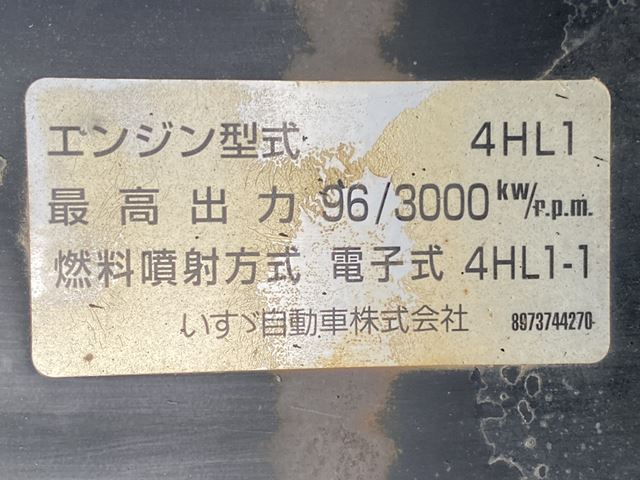 エンジン型式 4HL1
最高出力 96/3000 kw/r.p.m.
燃料噴射方式 電子式 4HL1-1
いすゞ自動車株式会社 8973744270